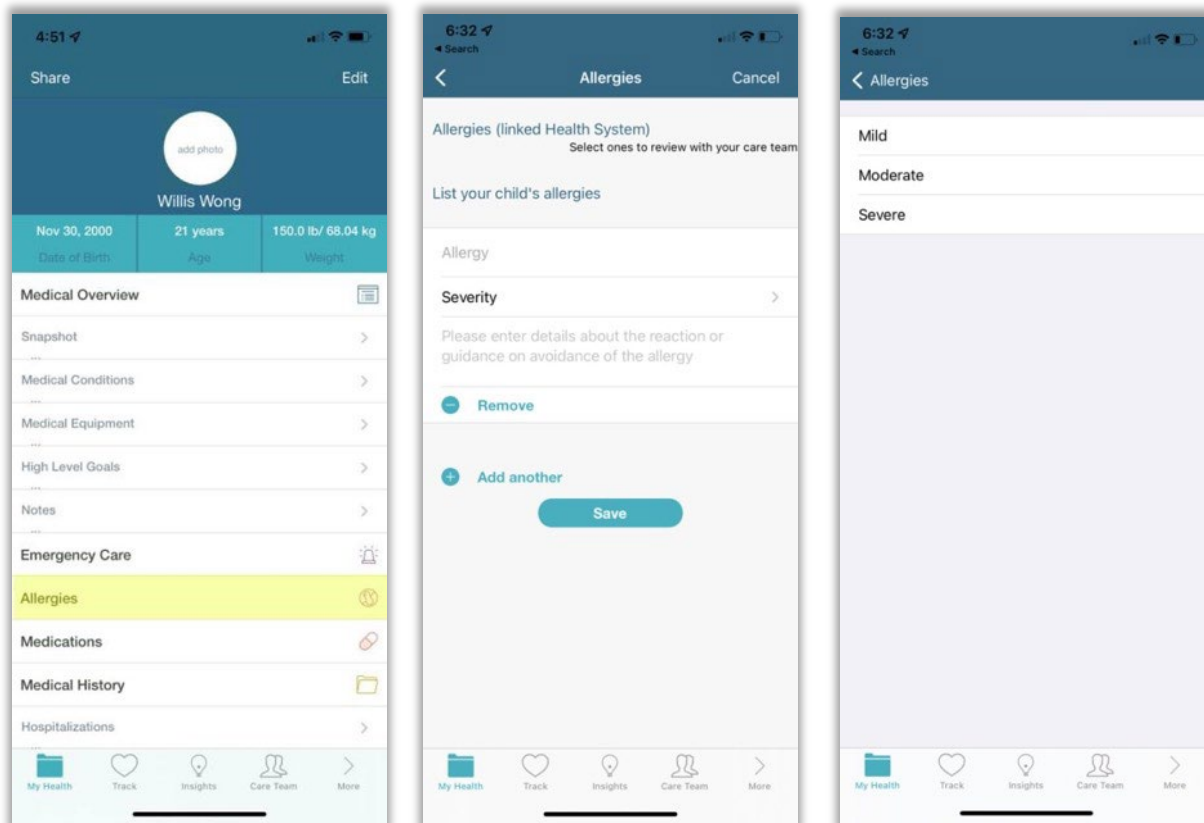 4:51
Share
Edit
add photo
Willis Wong
Nov 30, 2000
21 years
150.0 lb/ 68.04 kg
Date of Birth
Age
Weight
Medical Overview
Snapshot
...
Medical Conditions
...
Medical Equipment
...
High Level Goals
...
Notes
...
Emergency Care
Allergies
Medications
Medical History
Hospitalizations
...
My Health
Track
Insights
Care Team
More
6:32
Search
Allergies
Cancel
Allergies (linked Health System)
Select ones to review with your care team
List your child's allergies
Allergy
Severity
Please enter details about the reaction or
guidance on avoidance of the allergy
Remove
Add another
Save
My Health
Track
Insights
Care Team
More
6:32
Search
Allergies
Mild
Moderate
Severe
My Health
Track
Insights
Care Team
More